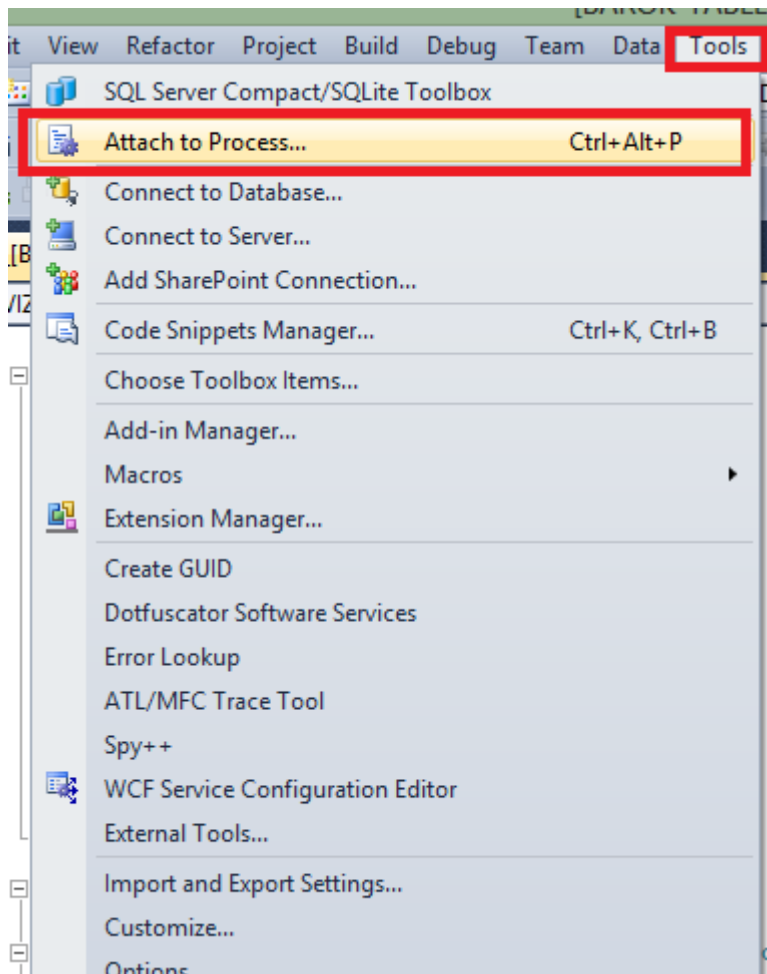 it View Refactor Project Build Debug Team Data Tools
SQL Server Compact/SQLite Toolbox
Attach to Process... Ctrl+Alt+P
Connect to Database...
Connect to Server...
[B
Add SharePoint Connection...
VIZ
Code Snippets Manager... Ctrl+K, Ctrl+B
Choose Toolbox Items...
Add-in Manager...
Macros
Extension Manager...
Create GUID
Dotfuscator Software Services
Error Lookup
ATL/MFC Trace Tool
Spy++
WCF Service Configuration Editor
External Tools...
Import and Export Settings...
Customize...
Options